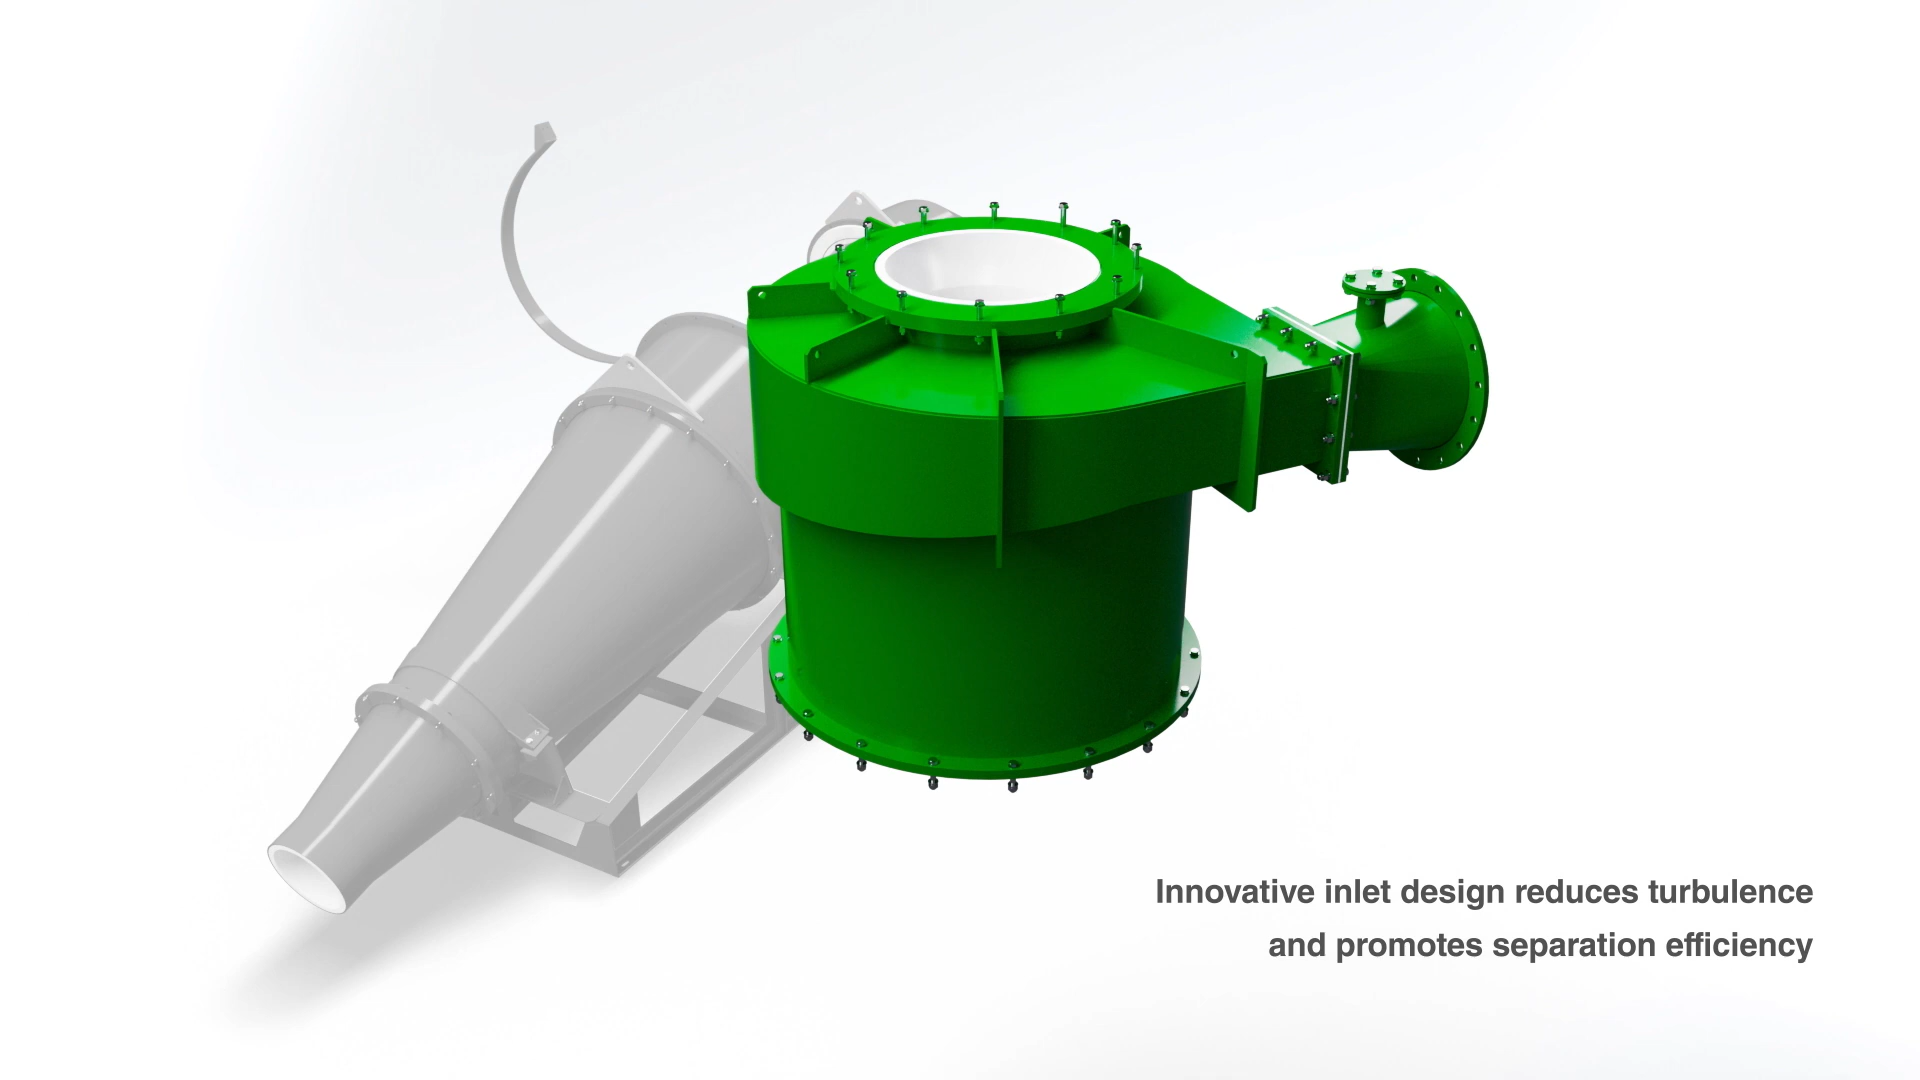 Innovative inlet design reduces turbulence
and promotes separation efficiency